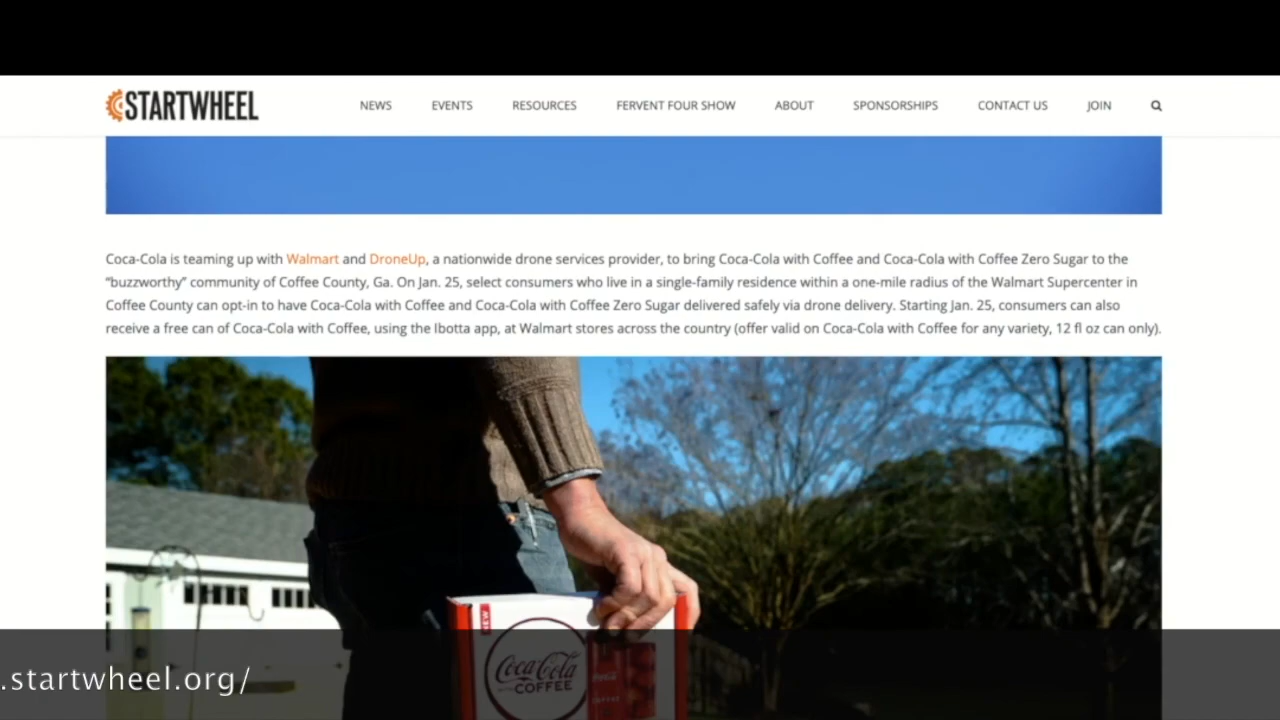 STARTWHEEL
NEWS EVENTS RESOURCES FERVENT FOUR SHOW ABOUT SPONSORSHIPS CONTACT US JOIN
Coca-Cola is teaming up with Walmart and DroneUp, a nationwide drone services provider, to bring Coca-Cola with Coffee and Coca-Cola with Coffee Zero Sugar to the
“buzzworthy” community of Coffee County, Ga. On Jan. 25, select consumers who live in a single-family residence within a one-mile radius of the Walmart Supercenter in
Coffee County can opt-in to have Coca-Cola with Coffee and Coca-Cola with Coffee Zero Sugar delivered safely via drone delivery. Starting Jan. 25, consumers can also
receive a free can of Coca-Cola with Coffee, using the Ibotta app, at Walmart stores across the country (offer valid on Coca-Cola with Coffee for any variety, 12 fl oz can only).
NEW
Coca-Cola
WITH COFFEE
.startwheel.org/